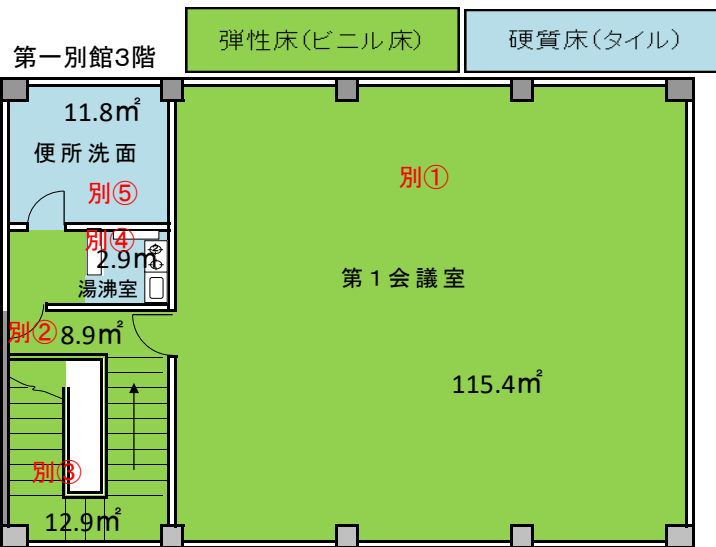 弾性床(ビニル床)
硬質床(タイル)
第一別館3階
11.8㎡
便所洗面
別⑤
別①
別④
2.9㎡
湯沸室
第１会議室
別②
8.9㎡
115.4㎡
別③
12.9㎡